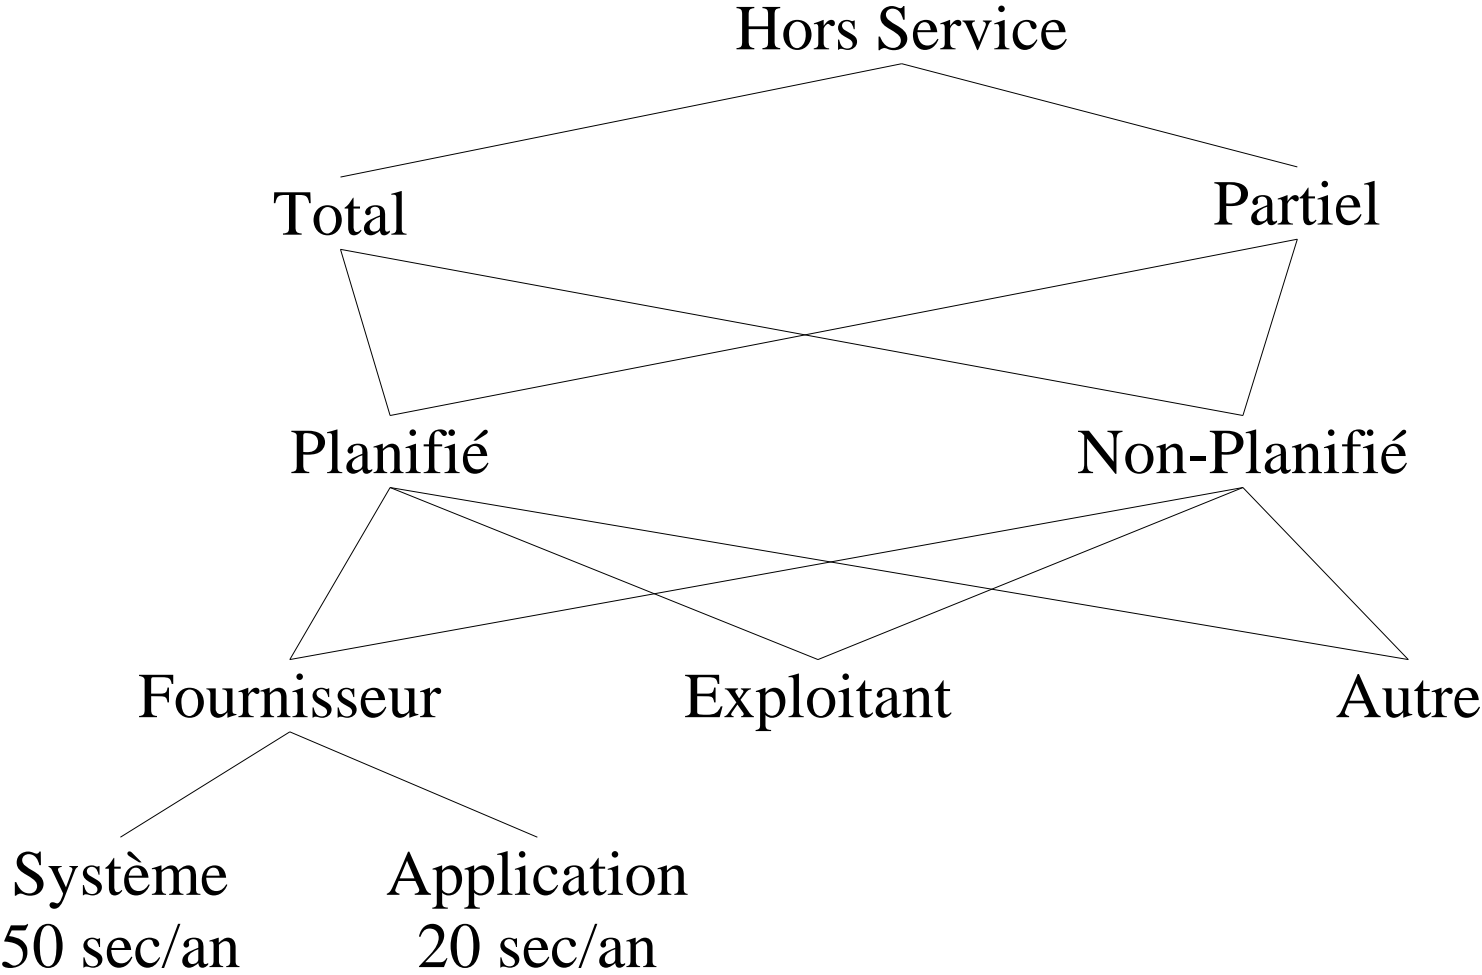 Hors Service
Total
Partiel
Planifié
Non-Planifié
Fournisseur
Exploitant
Autre
Système
Application
50 sec/an
20 sec/an